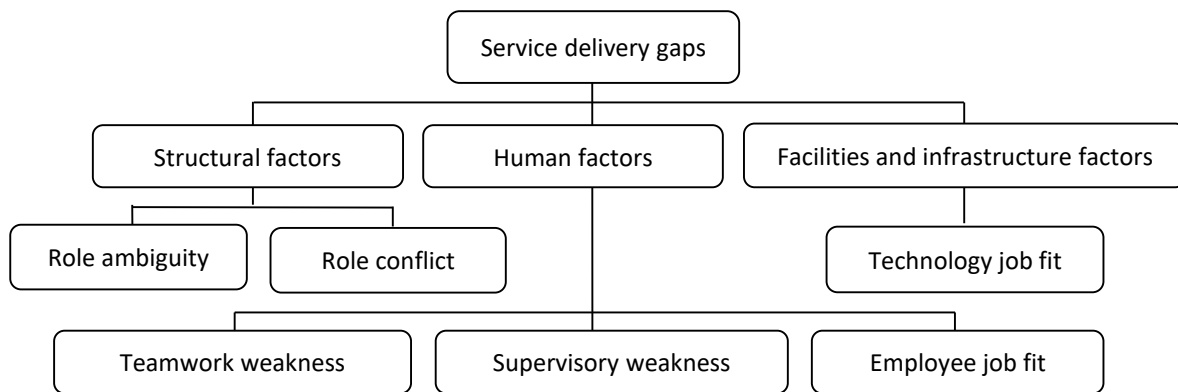 Service delivery gaps
Structural factors
Human factors
Facilities and infrastructure factors
Role ambiguity
Role conflict
Technology job fit
Teamwork weakness
Supervisory weakness
Employee job fit